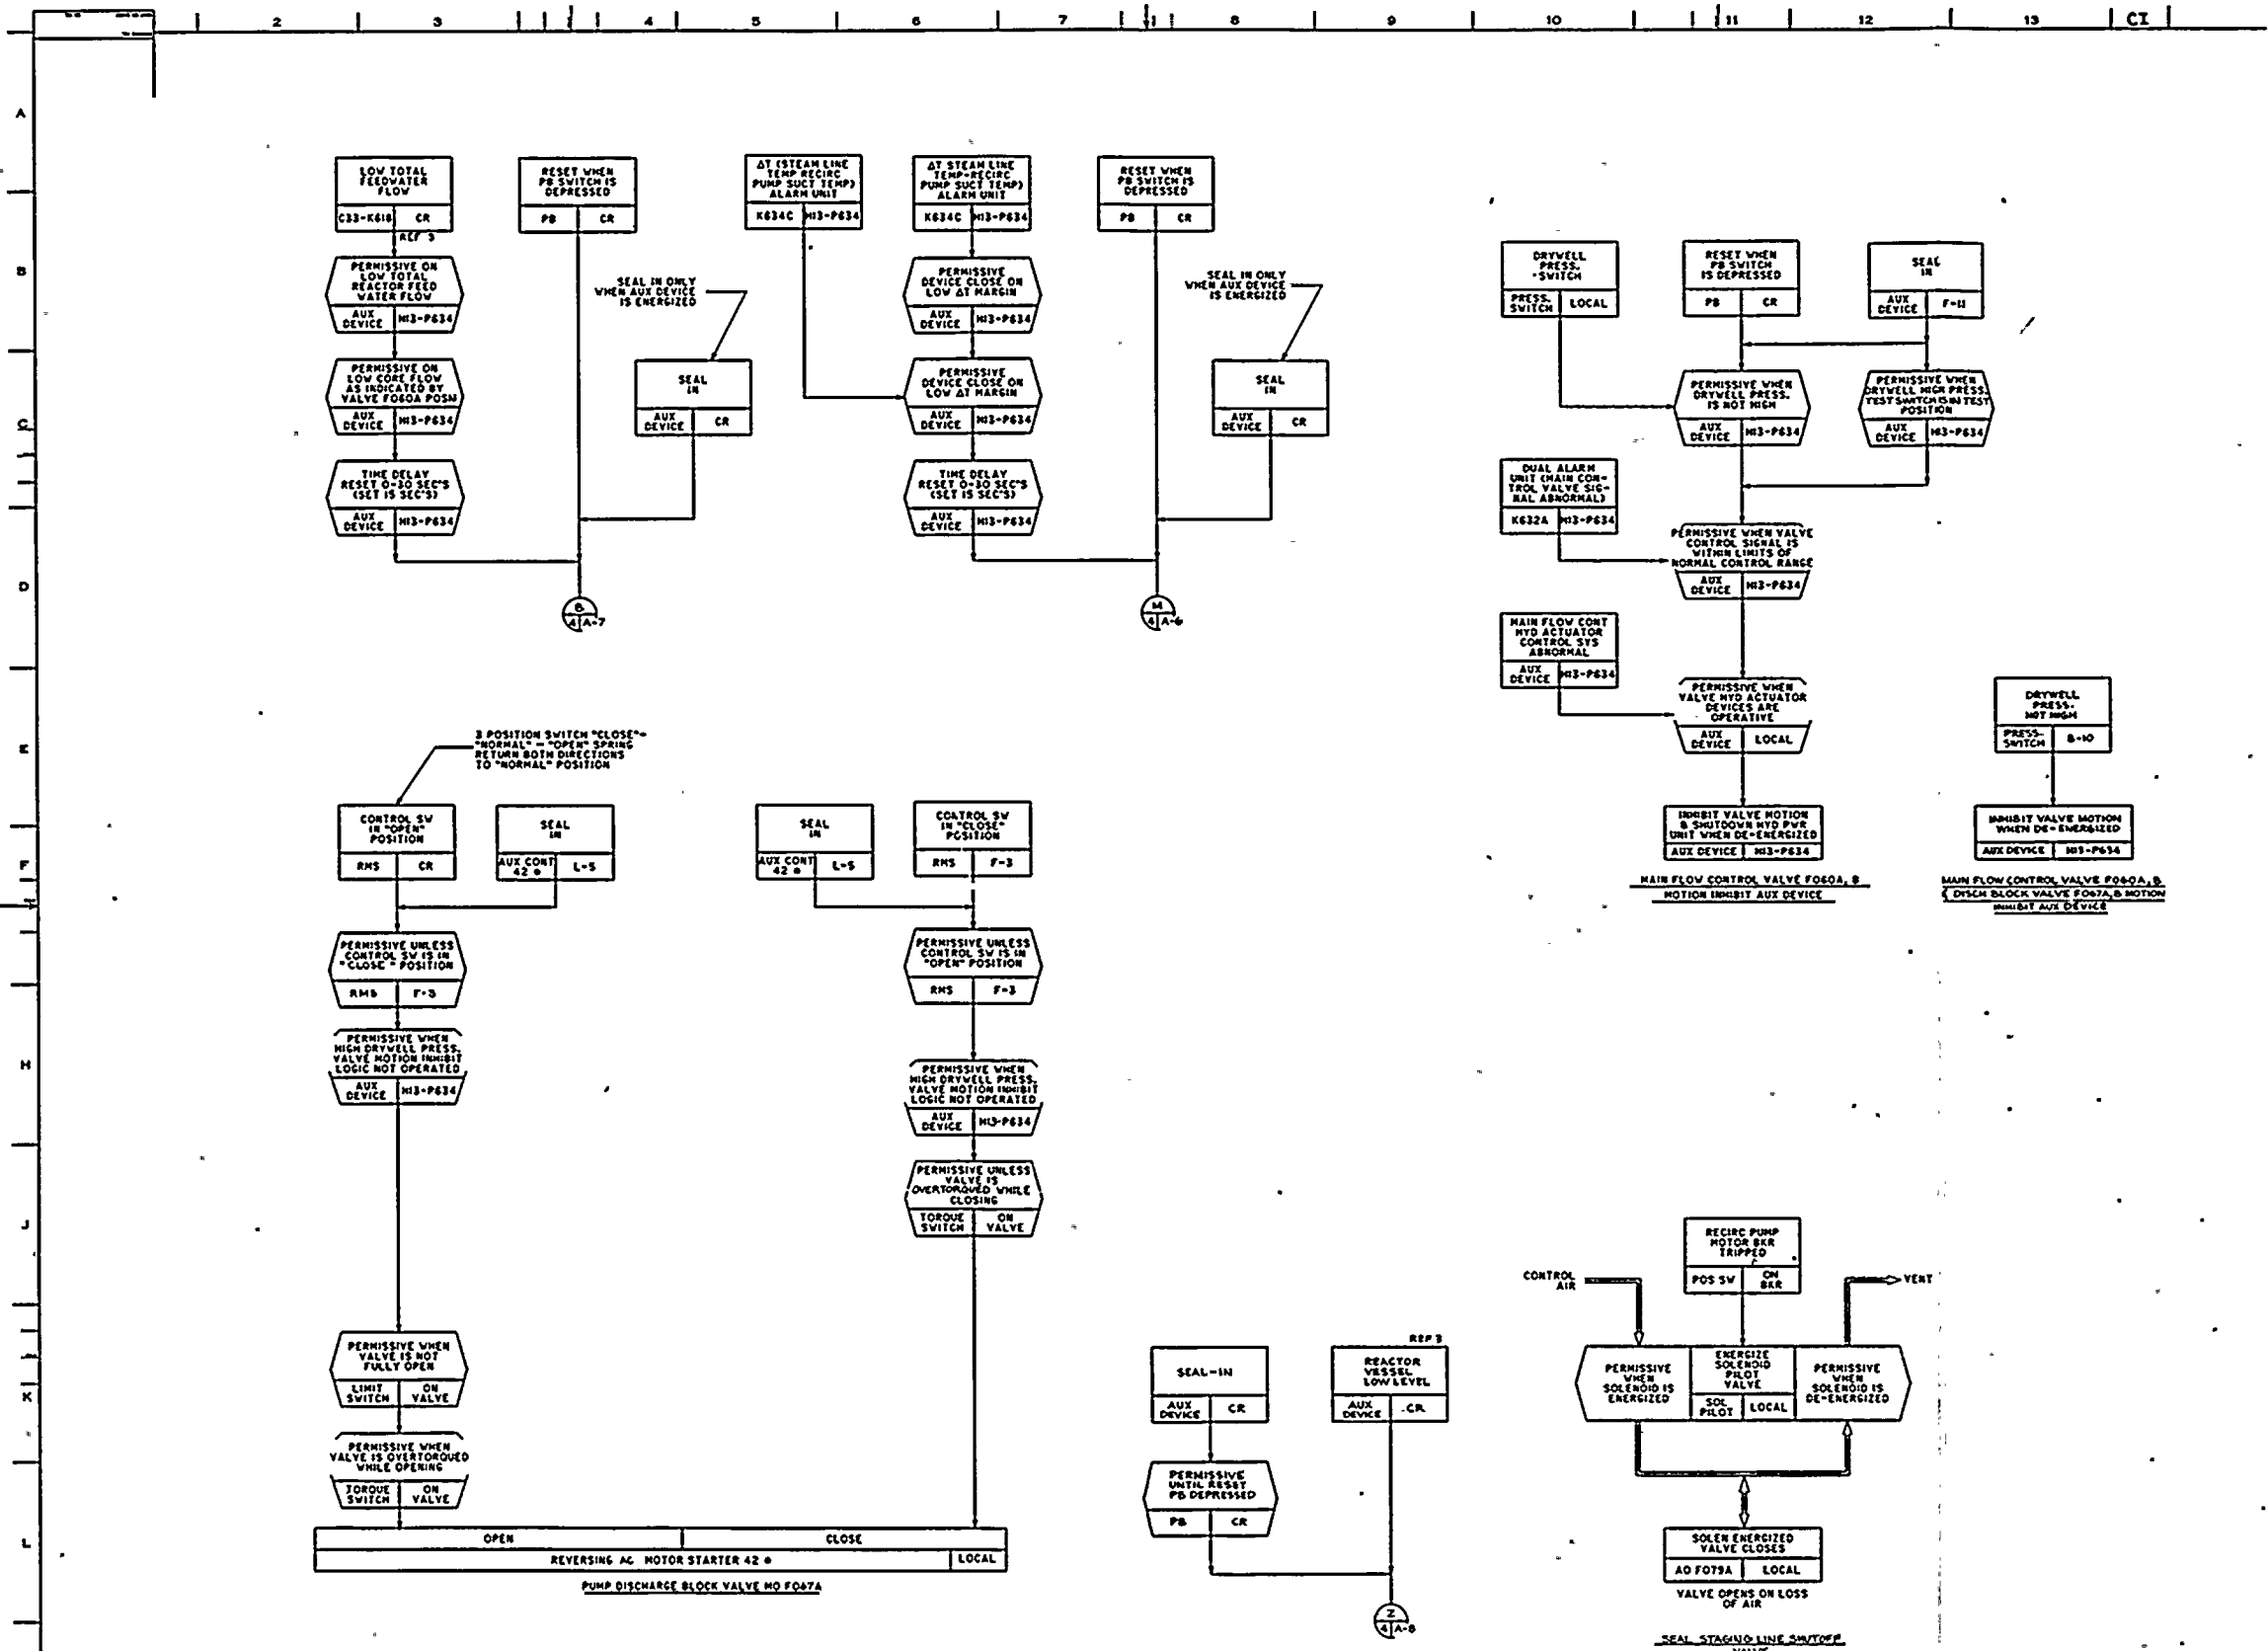 2 3 4 5 6 7 8 9 10 11 12 13 CI
A
B
C
D
E
F
H
J
K
L
LOW TOTAL
FEEDWATER
FLOW
C33-K618 CR
REF 3
PERMISSIVE ON
LOW TOTAL
REACTOR FEED
WATER FLOW
AUX
DEVICE H13-P634
PERMISSIVE ON
LOW CORE FLOW
AS INDICATED BY
VALVE F060A POSN
AUX
DEVICE H13-P634
TIME DELAY
RESET 0-30 SEC'S
(SET 15 SEC'S)
AUX
DEVICE H13-P634
RESET WHEN
PB SWITCH IS
DEPRESSED
PB CR
SEAL IN ONLY
WHEN AUX DEVICE
IS ENERGIZED
SEAL
IN
AUX
DEVICE CR
4 A-7
ΔT (STEAM LINE
TEMP RECIRC
PUMP SUCT TEMP)
ALARM UNIT
K634C H13-P634
ΔT STEAM LINE
TEMP-RECIRC
PUMP SUCT TEMP)
ALARM UNIT
K634C H13-P634
PERMISSIVE
DEVICE CLOSE ON
LOW ΔT MARGIN
AUX
DEVICE H13-P634
PERMISSIVE
DEVICE CLOSE ON
LOW ΔT MARGIN
AUX
DEVICE H13-P634
TIME DELAY
RESET 0-30 SEC'S
(SET 15 SEC'S)
AUX
DEVICE H13-P634
RESET WHEN
PB SWITCH IS
DEPRESSED
PB CR
SEAL IN ONLY
WHEN AUX DEVICE
IS ENERGIZED
SEAL
IN
AUX
DEVICE CR
M
4 A-6
DRYWELL
PRESS.
SWITCH
PRESS.
SWITCH LOCAL
RESET WHEN
PB SWITCH
IS DEPRESSED
PB CR
SEAL
IN
AUX
DEVICE F-11
PERMISSIVE WHEN
DRYWELL PRESS.
IS NOT HIGH
AUX
DEVICE H13-P634
PERMISSIVE WHEN
DRYWELL HIGH PRESS.
TEST SWITCH IS IN TEST
POSITION
AUX
DEVICE H13-P634
DUAL ALARM
UNIT (MAIN CON-
TROL VALVE SIG-
NAL ABNORMAL)
K632A H13-P634
PERMISSIVE WHEN VALVE
CONTROL SIGNAL IS
WITHIN LIMITS OF
NORMAL CONTROL RANGE
AUX
DEVICE H13-P634
MAIN FLOW CONT
HYD ACTUATOR
CONTROL SYS
ABNORMAL
AUX
DEVICE H13-P634
PERMISSIVE WHEN
VALVE HYD ACTUATOR
DEVICES ARE
OPERATIVE
AUX
DEVICE LOCAL
INHIBIT VALVE MOTION
& SHUTDOWN HYD PWR
UNIT WHEN DE-ENERGIZED
AUX DEVICE H13-P634
MAIN FLOW CONTROL VALVE F060A, B
MOTION INHIBIT AUX DEVICE
DRYWELL
PRESS.
NOT HIGH
PRESS-
SWITCH B-10
INHIBIT VALVE MOTION
WHEN DE-ENERGIZED
AUX DEVICE H13-P634
MAIN FLOW CONTROL VALVE F060A, B
& DISCH BLOCK VALVE F067A, B MOTION
INHIBIT AUX DEVICE
3 POSITION SWITCH "CLOSE"-
"NORMAL" - "OPEN" SPRING
RETURN BOTH DIRECTIONS
TO "NORMAL" POSITION
CONTROL SW
IN "OPEN"
POSITION
RMS CR
SEAL
IN
AUX CONT
42 L-5
SEAL
IN
AUX CONT
42 L-5
CONTROL SW
IN "CLOSE"
POSITION
RMS F-3
PERMISSIVE UNLESS
CONTROL SW IS IN
"CLOSE" POSITION
RMS F-3
PERMISSIVE UNLESS
CONTROL SW IS IN
"OPEN" POSITION
RMS F-3
PERMISSIVE WHEN
HIGH DRYWELL PRESS.
VALVE MOTION INHIBIT
LOGIC NOT OPERATED
AUX
DEVICE H13-P634
PERMISSIVE WHEN
HIGH DRYWELL PRESS.
VALVE MOTION INHIBIT
LOGIC NOT OPERATED
AUX
DEVICE H13-P634
PERMISSIVE UNLESS
VALVE IS
OVERTORQUED WHILE
CLOSING
TORQUE
SWITCH ON
VALVE
PERMISSIVE WHEN
VALVE IS NOT
FULLY OPEN
LIMIT
SWITCH ON
VALVE
PERMISSIVE WHEN
VALVE IS OVERTORQUED
WHILE OPENING
TORQUE
SWITCH ON
VALVE
OPEN CLOSE
REVERSING AC MOTOR STARTER 42 LOCAL
PUMP DISCHARGE BLOCK VALVE MO F067A
SEAL-IN
AUX
DEVICE CR
PERMISSIVE
UNTIL RESET
PB DEPRESSED
PB CR
REF 3
REACTOR
VESSEL
LOW LEVEL
AUX
DEVICE CR
Z
4 A-8
RECIRC PUMP
MOTOR BKR
TRIPPED
POS SW ON
BKR
CONTROL
AIR
VENT
PERMISSIVE
WHEN
SOLENOID IS
ENERGIZED
ENERGIZE
SOLENOID
PILOT
VALVE
SOL
PILOT LOCAL
PERMISSIVE
WHEN
SOLENOID IS
DE-ENERGIZED
SOLEN ENERGIZED
VALVE CLOSES
AO F079A LOCAL
VALVE OPENS ON LOSS
OF AIR
SEAL STAGING LINE SHUTOFF
VALVE